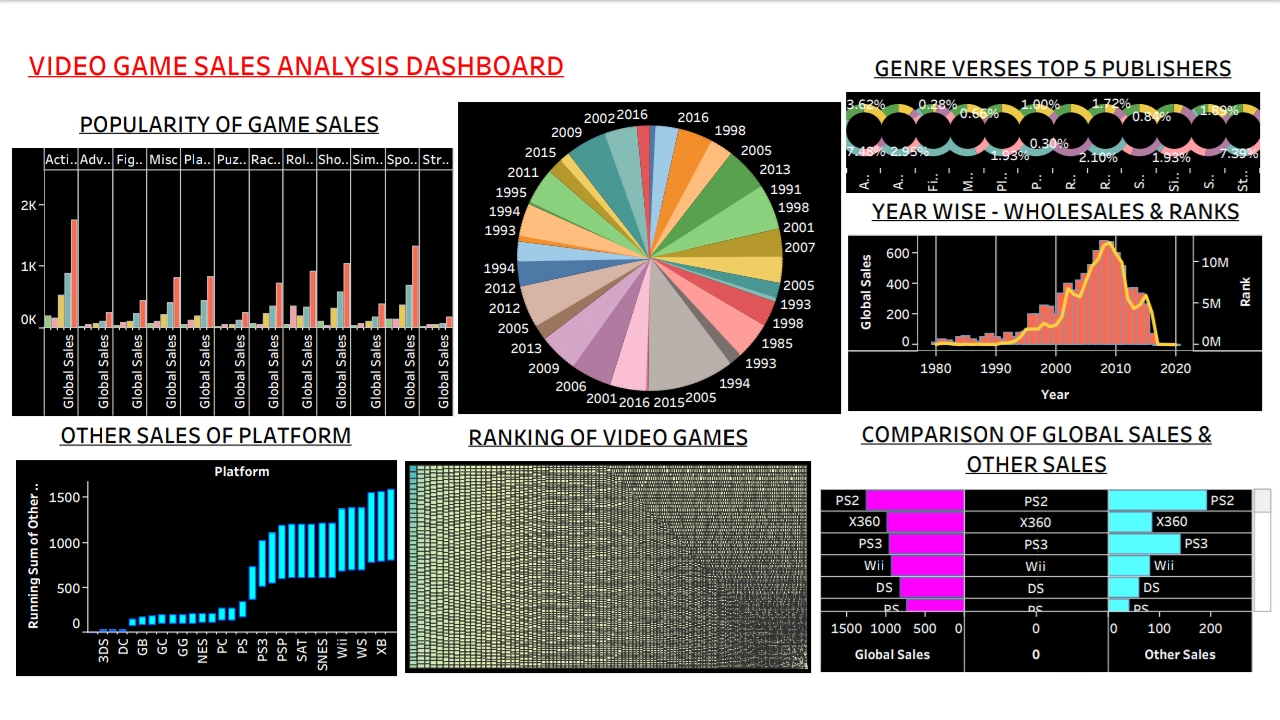 VIDEO GAME SALES ANALYSIS DASHBOARD
POPULARITY OF GAME SALES
Acti.. Adv.. Fig.. Misc Pla.. Puz.. Rac.. Rol.. Sho.. Sim.. Spo.. Str..
2K
1K
0K
Global Sales Global Sales Global Sales Global Sales Global Sales Global Sales Global Sales Global Sales Global Sales Global Sales Global Sales Global Sales
2016
1998
2005
2013
1991
1998
2001
2007
2005
1993
1998
1985
1993
1994
2005
2015
2016
2001
2006
2009
2013
2005
2012
2012
1994
1993
1994
1995
2011
2015
2009
2002
2016
GENRE VERSES TOP 5 PUBLISHERS
3.62% 0.28% 1.00% 1.72% 1.89%
0.66% 0.84%
7.48% 2.95% 1.93% 0.30% 2.10% 1.93% 7.39%
A.. A.. Fi.. M.. Pl.. P.. R.. R.. S.. Si.. S.. St..
YEAR WISE - WHOLESALES & RANKS
Global Sales
600
400
200
0
Rank
10M
5M
0M
1980 1990 2000 2010 2020
Year
OTHER SALES OF PLATFORM
Platform
Running Sum of Other ..
1500
1000
500
0
3DS DC GB GC GG NES PC PS PS3 PSP SAT SNES Wii WS XB
RANKING OF VIDEO GAMES
COMPARISON OF GLOBAL SALES &
OTHER SALES
PS2 PS2 PS2
X360 X360 X360
PS3 PS3 PS3
Wii Wii Wii
DS DS DS
PS PS PS
1500 1000 500 0 0 0 100 200
Global Sales 0 Other Sales